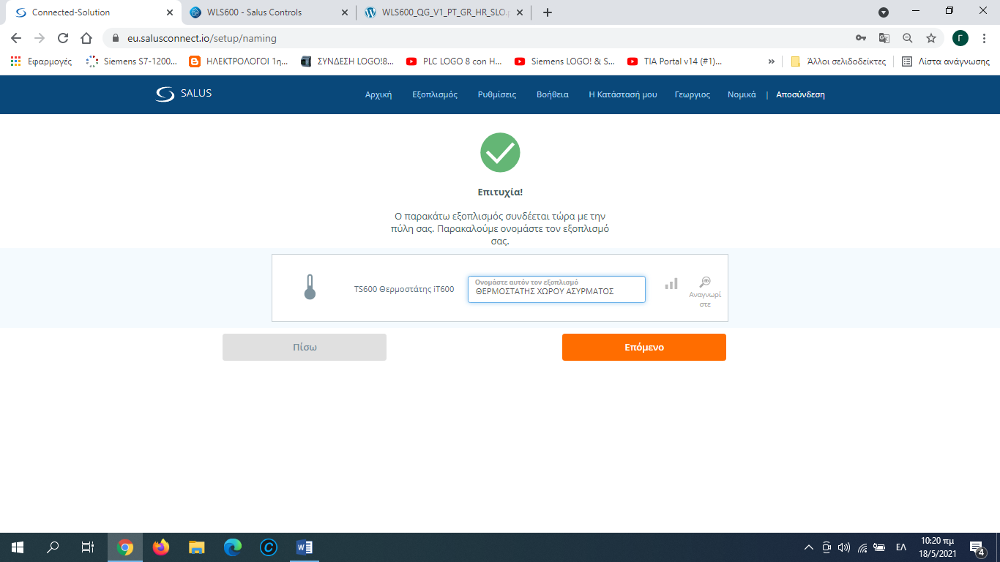 Connected-Solution
WLS600 - Salus Controls
WLS600_QG_V1_PT_GR_HR_SLO.p
eu.salusconnect.io/setup/naming
Γ
Εφαρμογές
Siemens S7-1200...
ΗΛΕΚΤΡΟΛΟΓΟΙ 1η...
ΣΥΝΔΕΣΗ LOGO!8...
PLC LOGO 8 con H...
Siemens LOGO! & S...
TIA Portal v14 (#1)...
»
Άλλοι σελιδοδείκτες
Λίστα ανάγνωσης
SALUS
Αρχική
Εξοπλισμός
Ρυθμίσεις
Βοήθεια
Η Κατάστασή μου
Γεωργιος
Νομικά
|
Αποσύνδεση
Επιτυχία!
Ο παρακάτω εξοπλισμός συνδέεται τώρα με την
πύλη σας. Παρακαλούμε ονομάστε τον εξοπλισμό
σας.
TS600 Θερμοστάτης iT600
Ονομάστε αυτόν τον εξοπλισμό
ΘΕΡΜΟΣΤΑΤΗΣ ΧΩΡΟΥ ΑΣΥΡΜΑΤΟΣ
Αναγνωρί
στε
Πίσω
Επόμενο
ΕΛ
10:20 πμ
18/5/2021
4